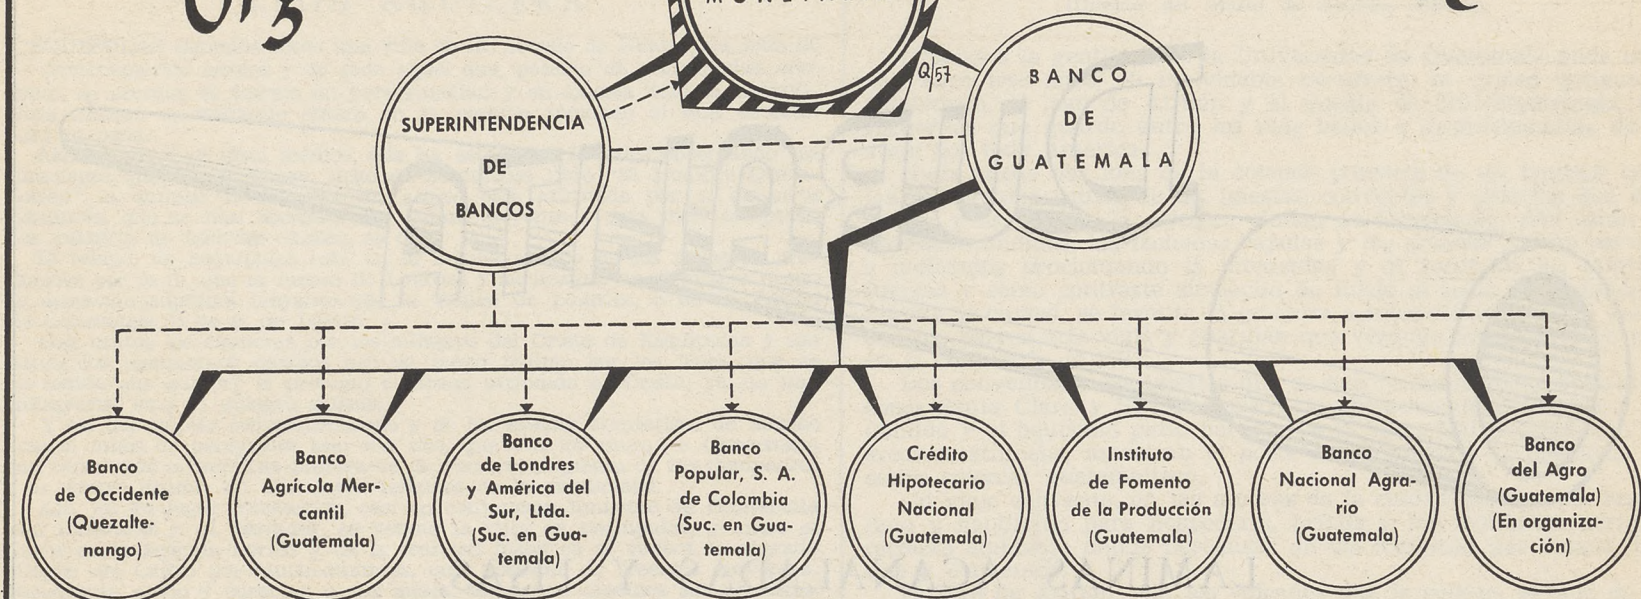 Q/57
SUPERINTENDENCIA
DE
BANCOS
BANCO
DE
GUATEMALA
Banco
de Occidente
(Quezalte-
nango)
Banco
Agrícola Mer-
cantil
(Guatemala)
Banco
de Londres
y América del
Sur, Ltda.
(Suc. en Gua-
temala)
Banco
Popular, S. A.
de Colombia
(Suc. en Gua-
temala)
Crédito
Hipotecario
Nacional
(Guatemala)
Instituto
de Fomento
de la Producción
(Guatemala)
Banco
Nacional Agra-
rio
(Guatemala)
Banco
del Agro
(Guatemala)
(En organiza-
ción)